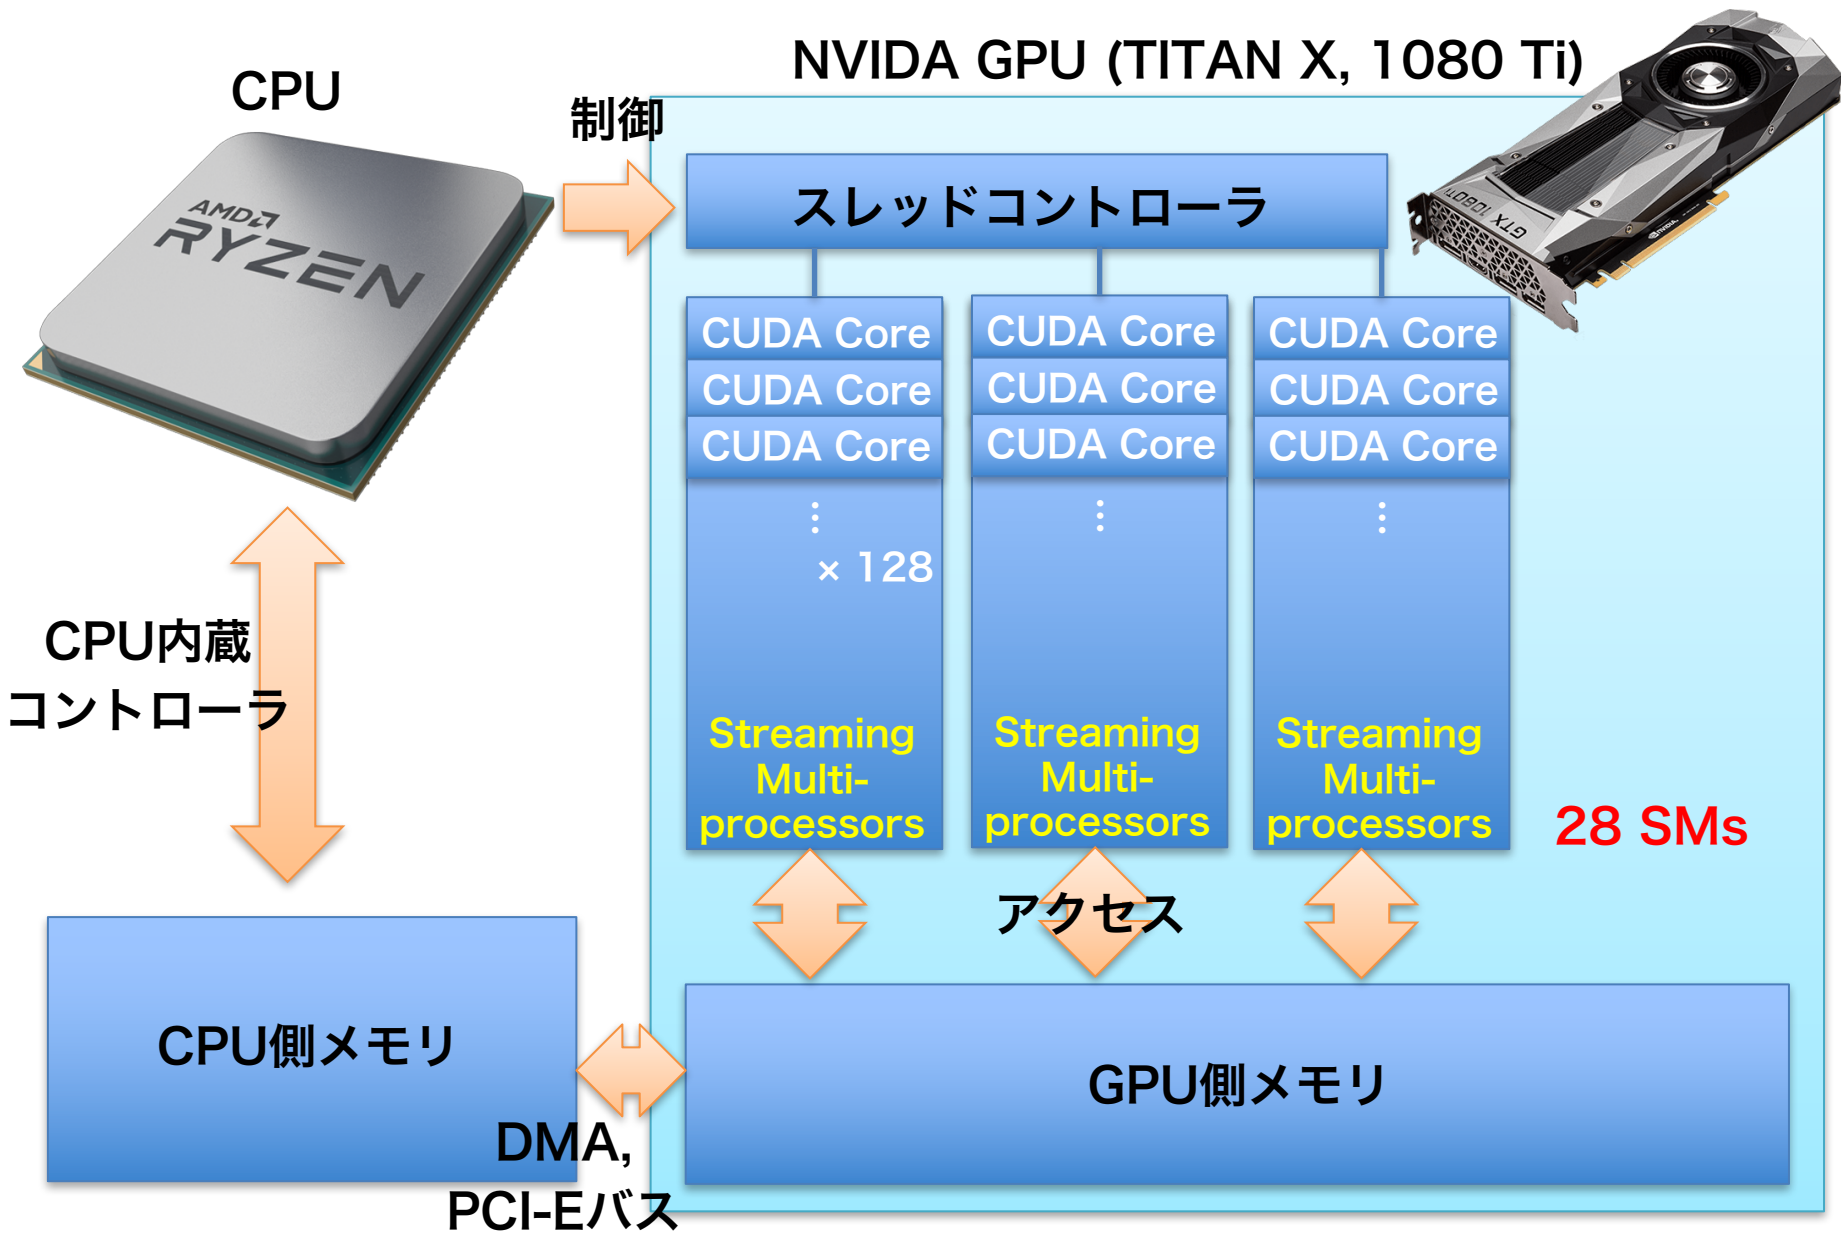 NVIDA GPU (TITAN X, 1080 Ti)
CPU
制御
AMD
RYZEN
スレッドコントローラ
GTX 1080Ti
NVIDIA
CUDA Core
CUDA Core
CUDA Core
CUDA Core
CUDA Core
CUDA Core
CUDA Core
CUDA Core
CUDA Core
⋮
⋮
⋮
× 128
CPU内蔵
コントローラ
Streaming
Multi-
processors
Streaming
Multi-
processors
Streaming
Multi-
processors
28 SMs
アクセス
CPU側メモリ
GPU側メモリ
DMA,
PCI-Eバス